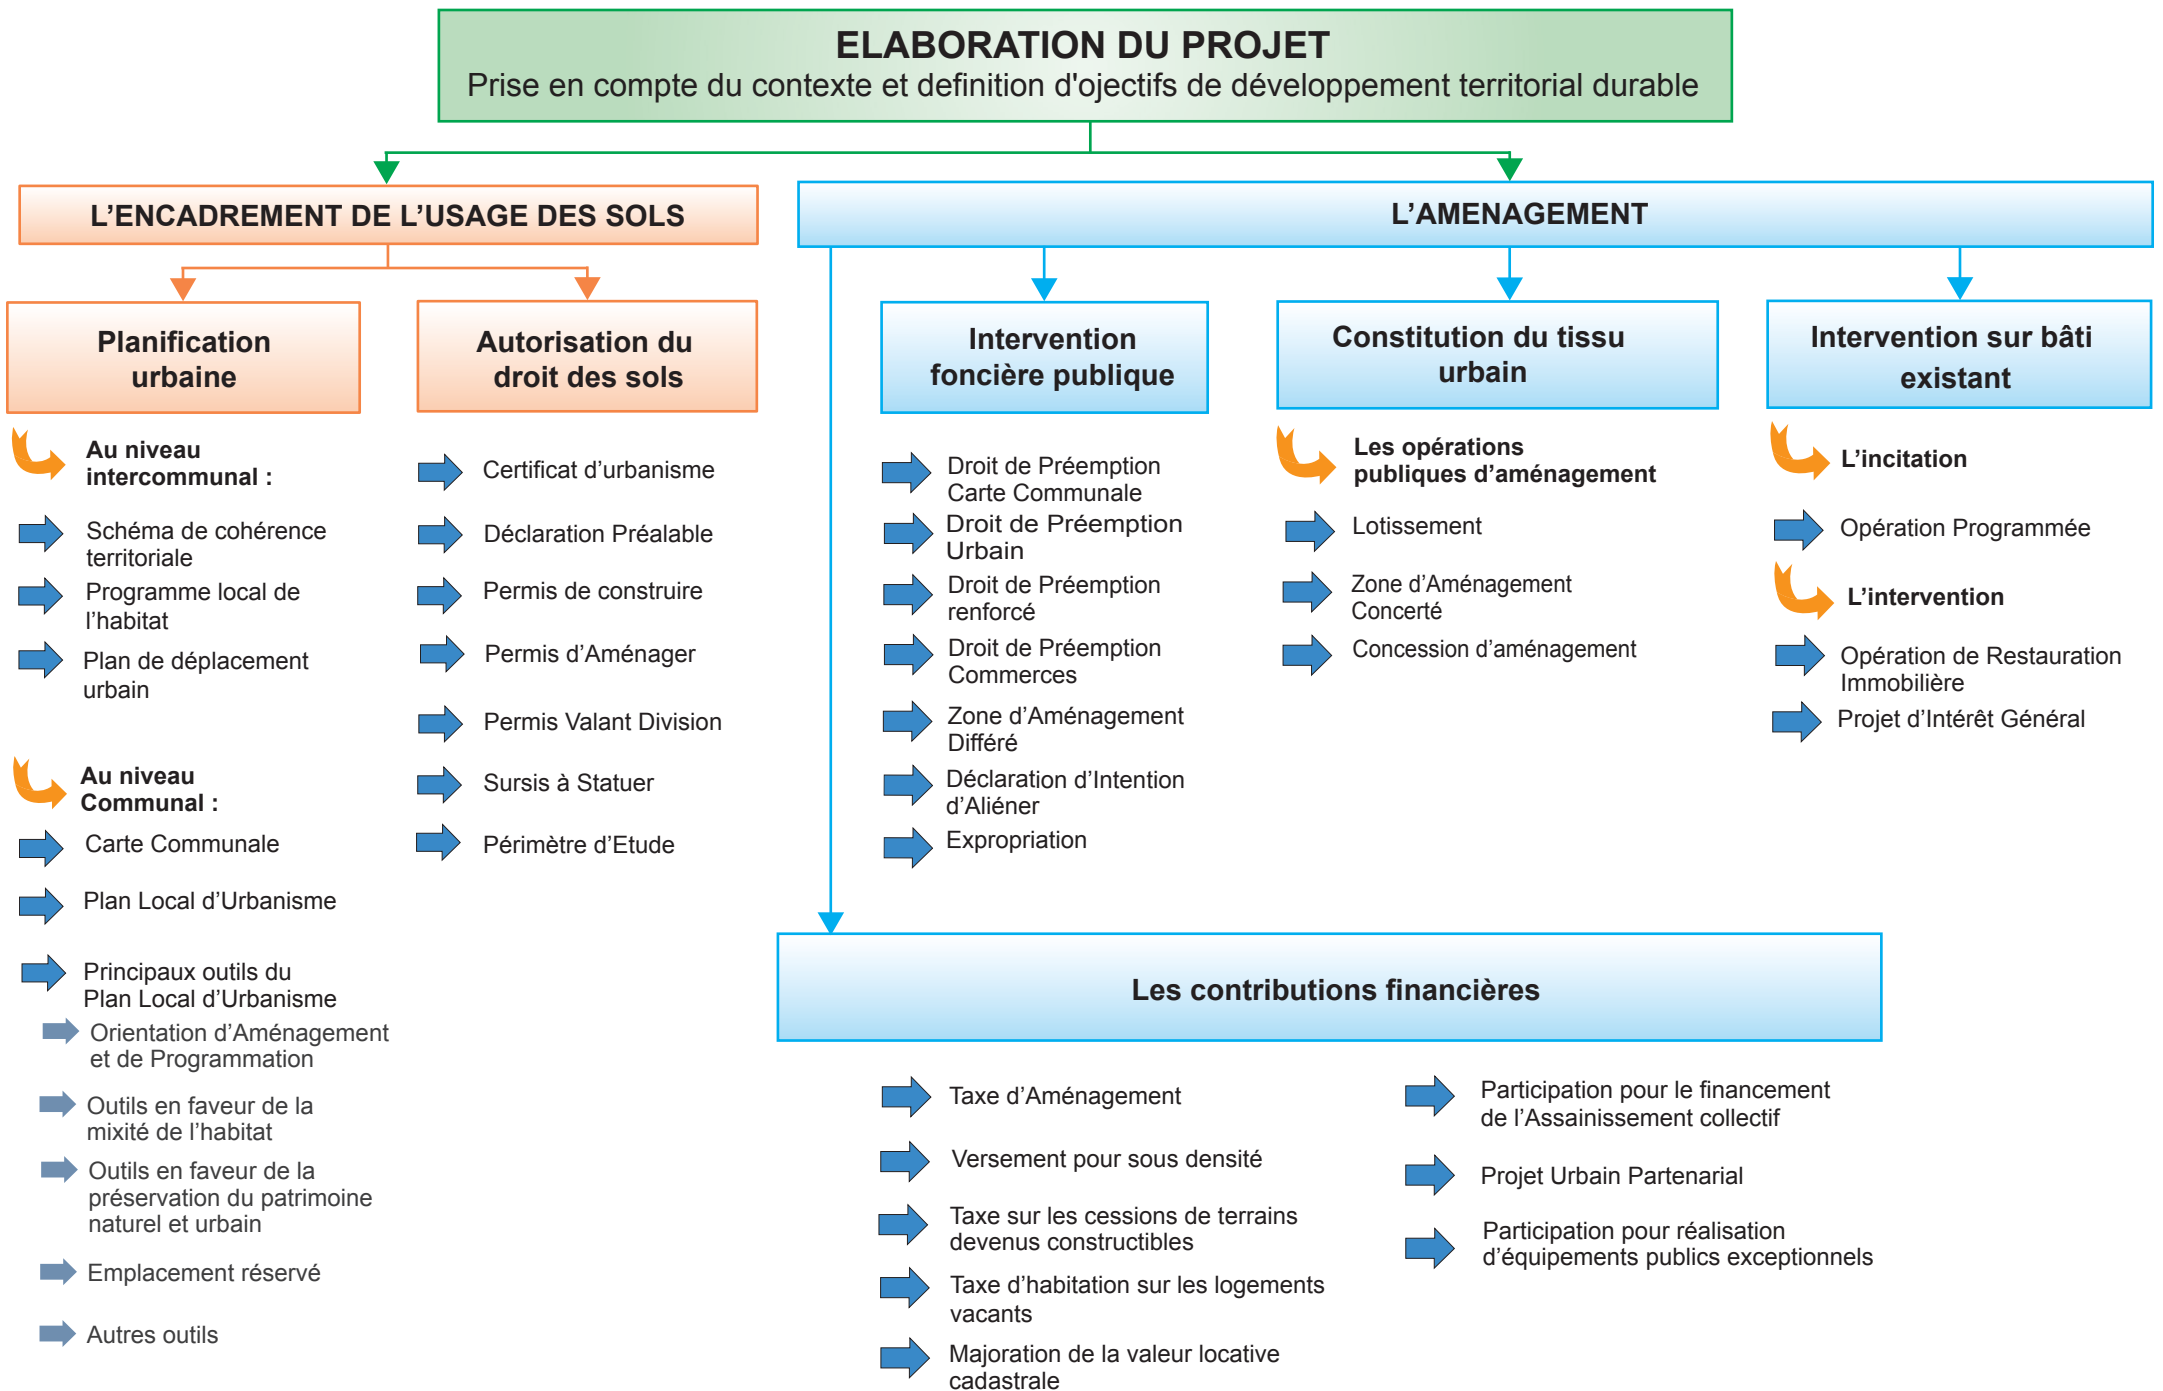 ELABORATION DU PROJET
Prise en compte du contexte et definition d'ojectifs de développement territorial durable
L’ENCADREMENT DE L’USAGE DES SOLS
Planification
urbaine
Au niveau
intercommunal :
Schéma de cohérence
territoriale
Programme local de
l’habitat
Plan de déplacement
urbain
Au niveau
Communal :
Carte Communale
Plan Local d’Urbanisme
Principaux outils du
Plan Local d’Urbanisme
Orientation d’Aménagement
et de Programmation
Outils en faveur de la
mixité de l’habitat
Outils en faveur de la
préservation du patrimoine
naturel et urbain
Emplacement réservé
Autres outils
Autorisation du
droit des sols
Certificat d’urbanisme
Déclaration Préalable
Permis de construire
Permis d’Aménager
Permis Valant Division
Sursis à Statuer
Périmètre d’Etude
L’AMENAGEMENT
Intervention
foncière publique
Droit de Préemption
Carte Communale
Droit de Préemption
Urbain
Droit de Préemption
renforcé
Droit de Préemption
Commerces
Zone d’Aménagement
Différé
Déclaration d’Intention
d’Aliéner
Expropriation
Constitution du tissu
urbain
Les opérations
publiques d’aménagement
Lotissement
Zone d’Aménagement
Concerté
Concession d’aménagement
Intervention sur bâti
existant
L’incitation
Opération Programmée
L’intervention
Opération de Restauration
Immobilière
Projet d’Intérêt Général
Les contributions financières
Taxe d’Aménagement
Versement pour sous densité
Taxe sur les cessions de terrains
devenus constructibles
Taxe d’habitation sur les logements
vacants
Majoration de la valeur locative
cadastrale
Participation pour le financement
de l’Assainissement collectif
Projet Urbain Partenarial
Participation pour réalisation
d’équipements publics exceptionnels